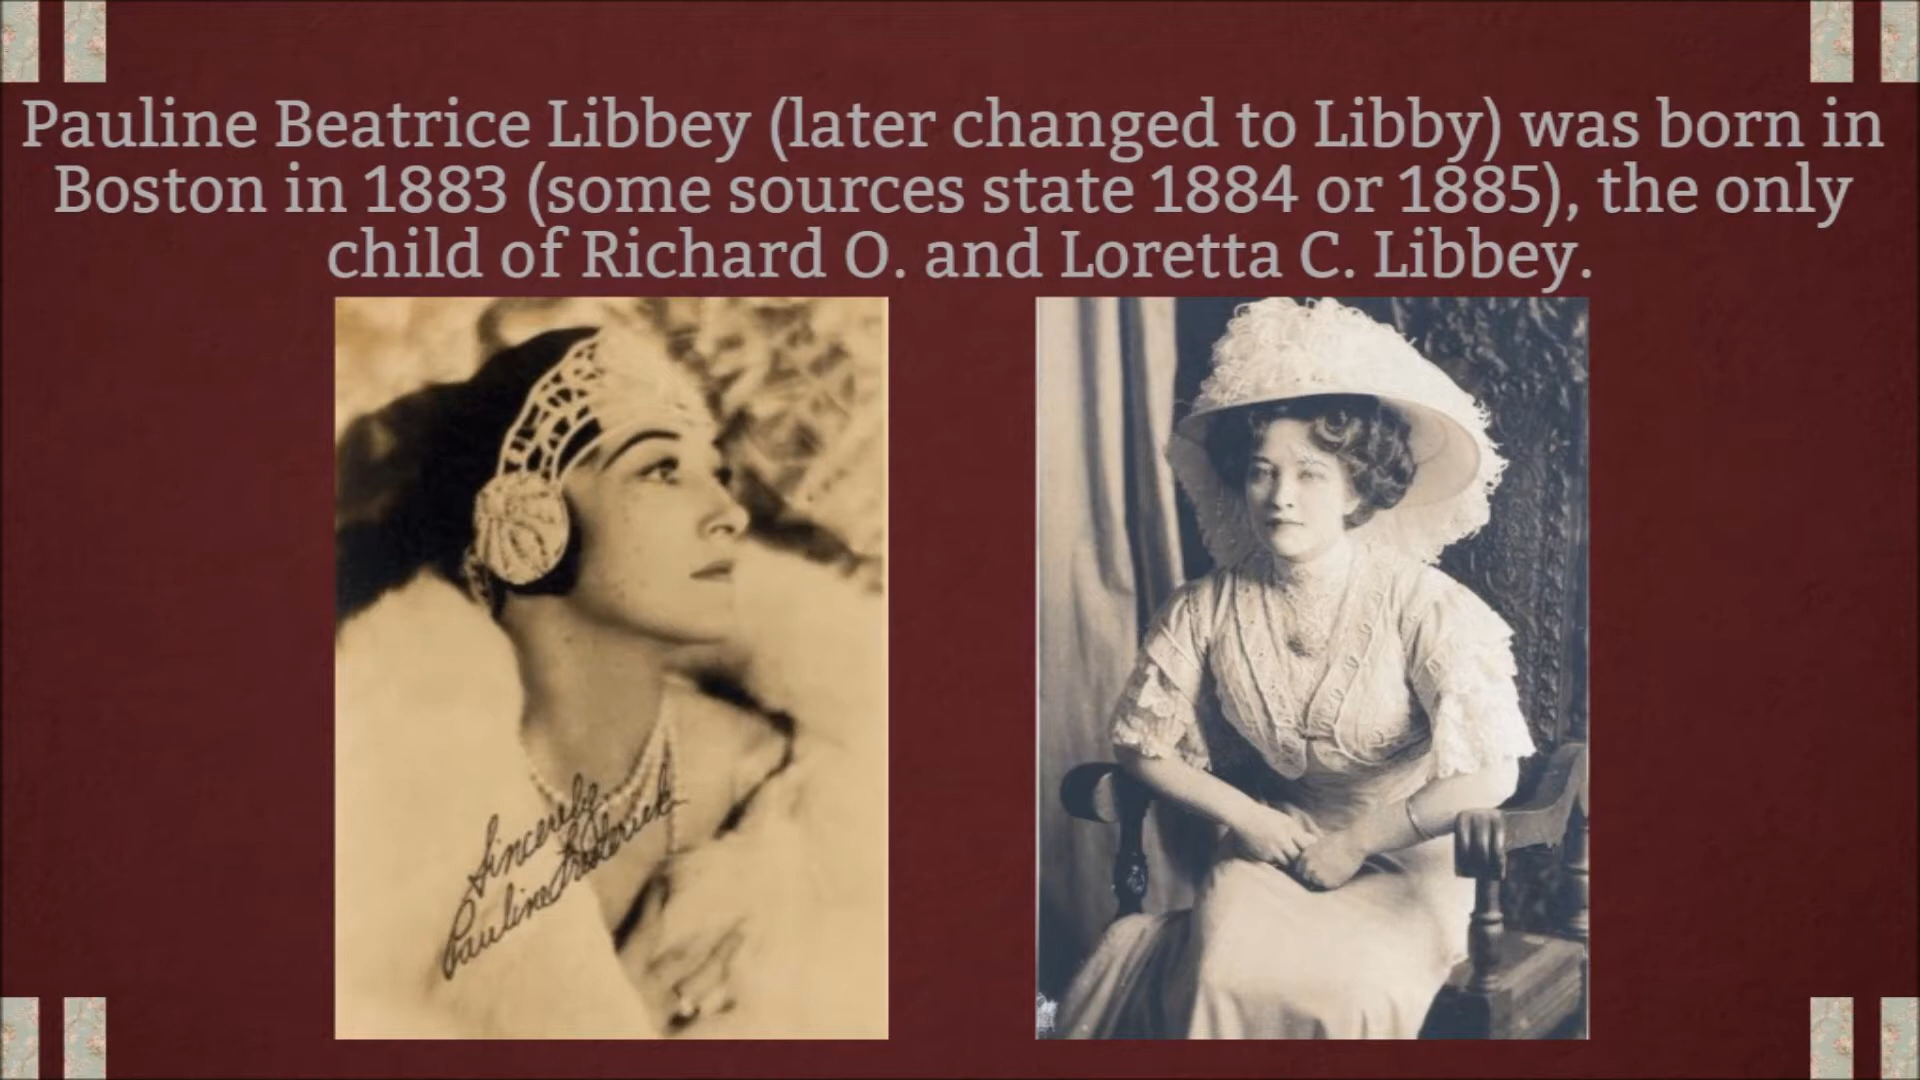 Pauline Beatrice Libbey (later changed to Libby) was born in
Boston in 1883 (some sources state 1884 or 1885), the only
child of Richard O. and Loretta C. Libbey.
Sincerely
Pauline Frederick